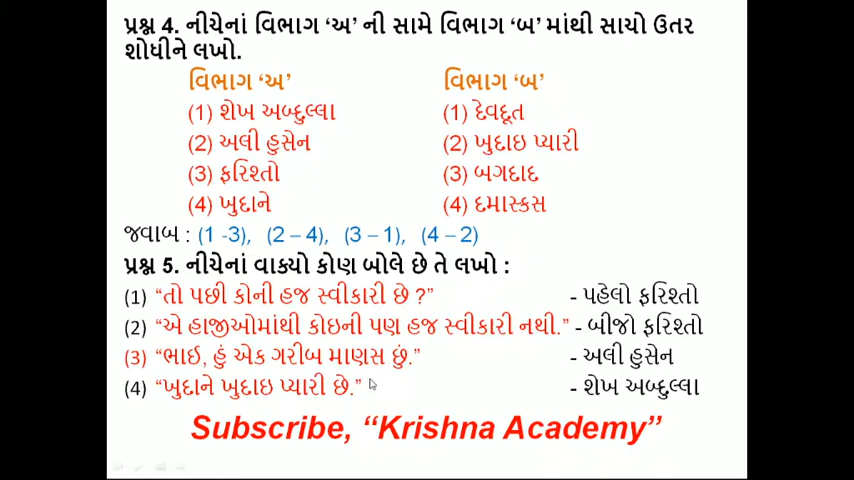 પ્રશ્ન 4. નીચેનાં વિભાગ ‘અ’ ની સામે વિભાગ ‘બ’ માંથી સાચો ઉતર
શોધીને લખો.
વિભાગ ‘અ’ વિભાગ ‘બ’
(1) શેખ અબ્દુલ્લા (1) દેવદૂત
(2) અલી હુસેન (2) ખુદાઇ પ્યારી
(3) ફરિશ્તો (3) બગદાદ
(4) ખુદાને (4) દમાસ્કસ
જવાબ : (1 -3), (2 – 4), (3 – 1), (4 – 2)
પ્રશ્ન 5. નીચેનાં વાક્યો કોણ બોલે છે તે લખો :
(1) “તો પછી કોની હજ સ્વીકારી છે ?” - પહેલો ફરિશ્તો
(2) “એ હાજીઓમાંથી કોઇની પણ હજ સ્વીકારી નથી.” - બીજો ફરિશ્તો
(3) “ભાઈ, હું એક ગરીબ માણસ છું.” - અલી હુસેન
(4) “ખુદાને ખુદાઇ પ્યારી છે.” - શેખ અબ્દુલ્લા
Subscribe, “Krishna Academy”